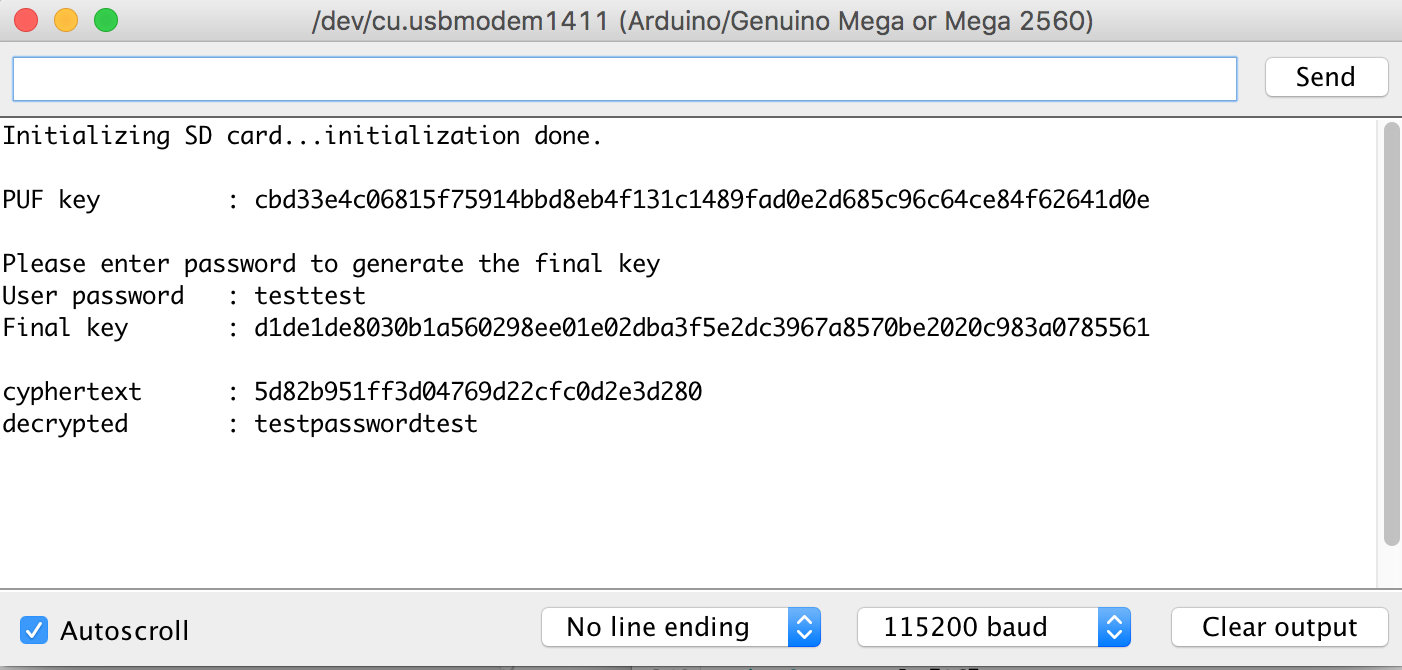 /dev/cu.usbmodem1411 (Arduino/Genuino Mega or Mega 2560)
Send
Initializing SD card...initialization done.
PUF key : cbd33e4c06815f75914bbd8eb4f131c1489fad0e2d685c96c64ce84f62641d0e
Please enter password to generate the final key
User password : testtest
Final key : d1de1de8030b1a560298ee01e02dba3f5e2dc3967a8570be2020c983a0785561
cyphertext : 5d82b951ff3d04769d22cfc0d2e3d280
decrypted : testpasswordtest
Autoscroll
No line ending
115200 baud
Clear output